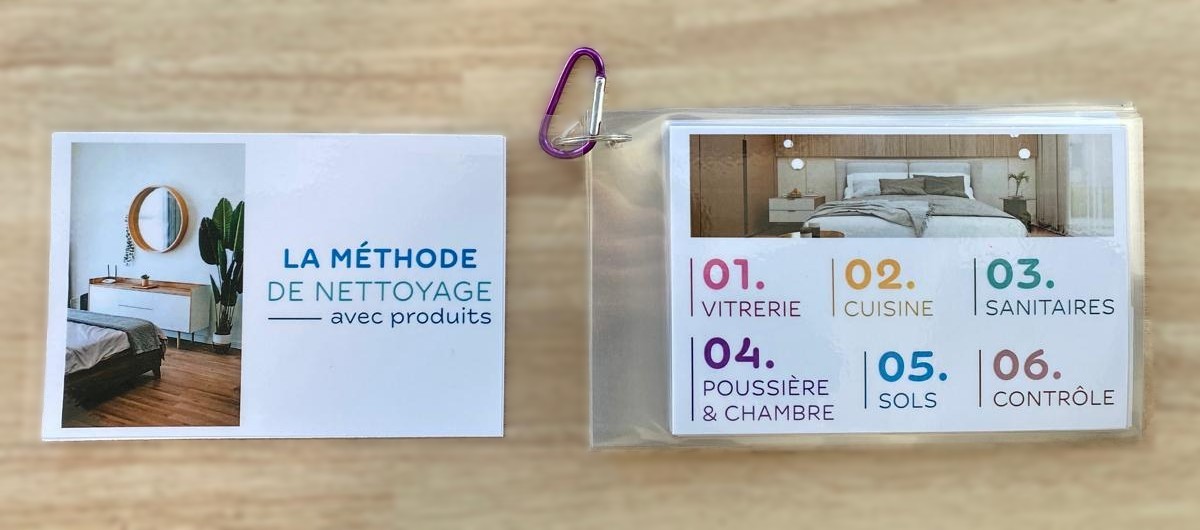 LA MÉTHODE
DE NETTOYAGE
avec produits
01.
VITRERIE
02.
CUISINE
03.
SANITAIRES
04.
POUSSIÈRE
& CHAMBRE
05.
SOLS
06.
CONTRÔLE